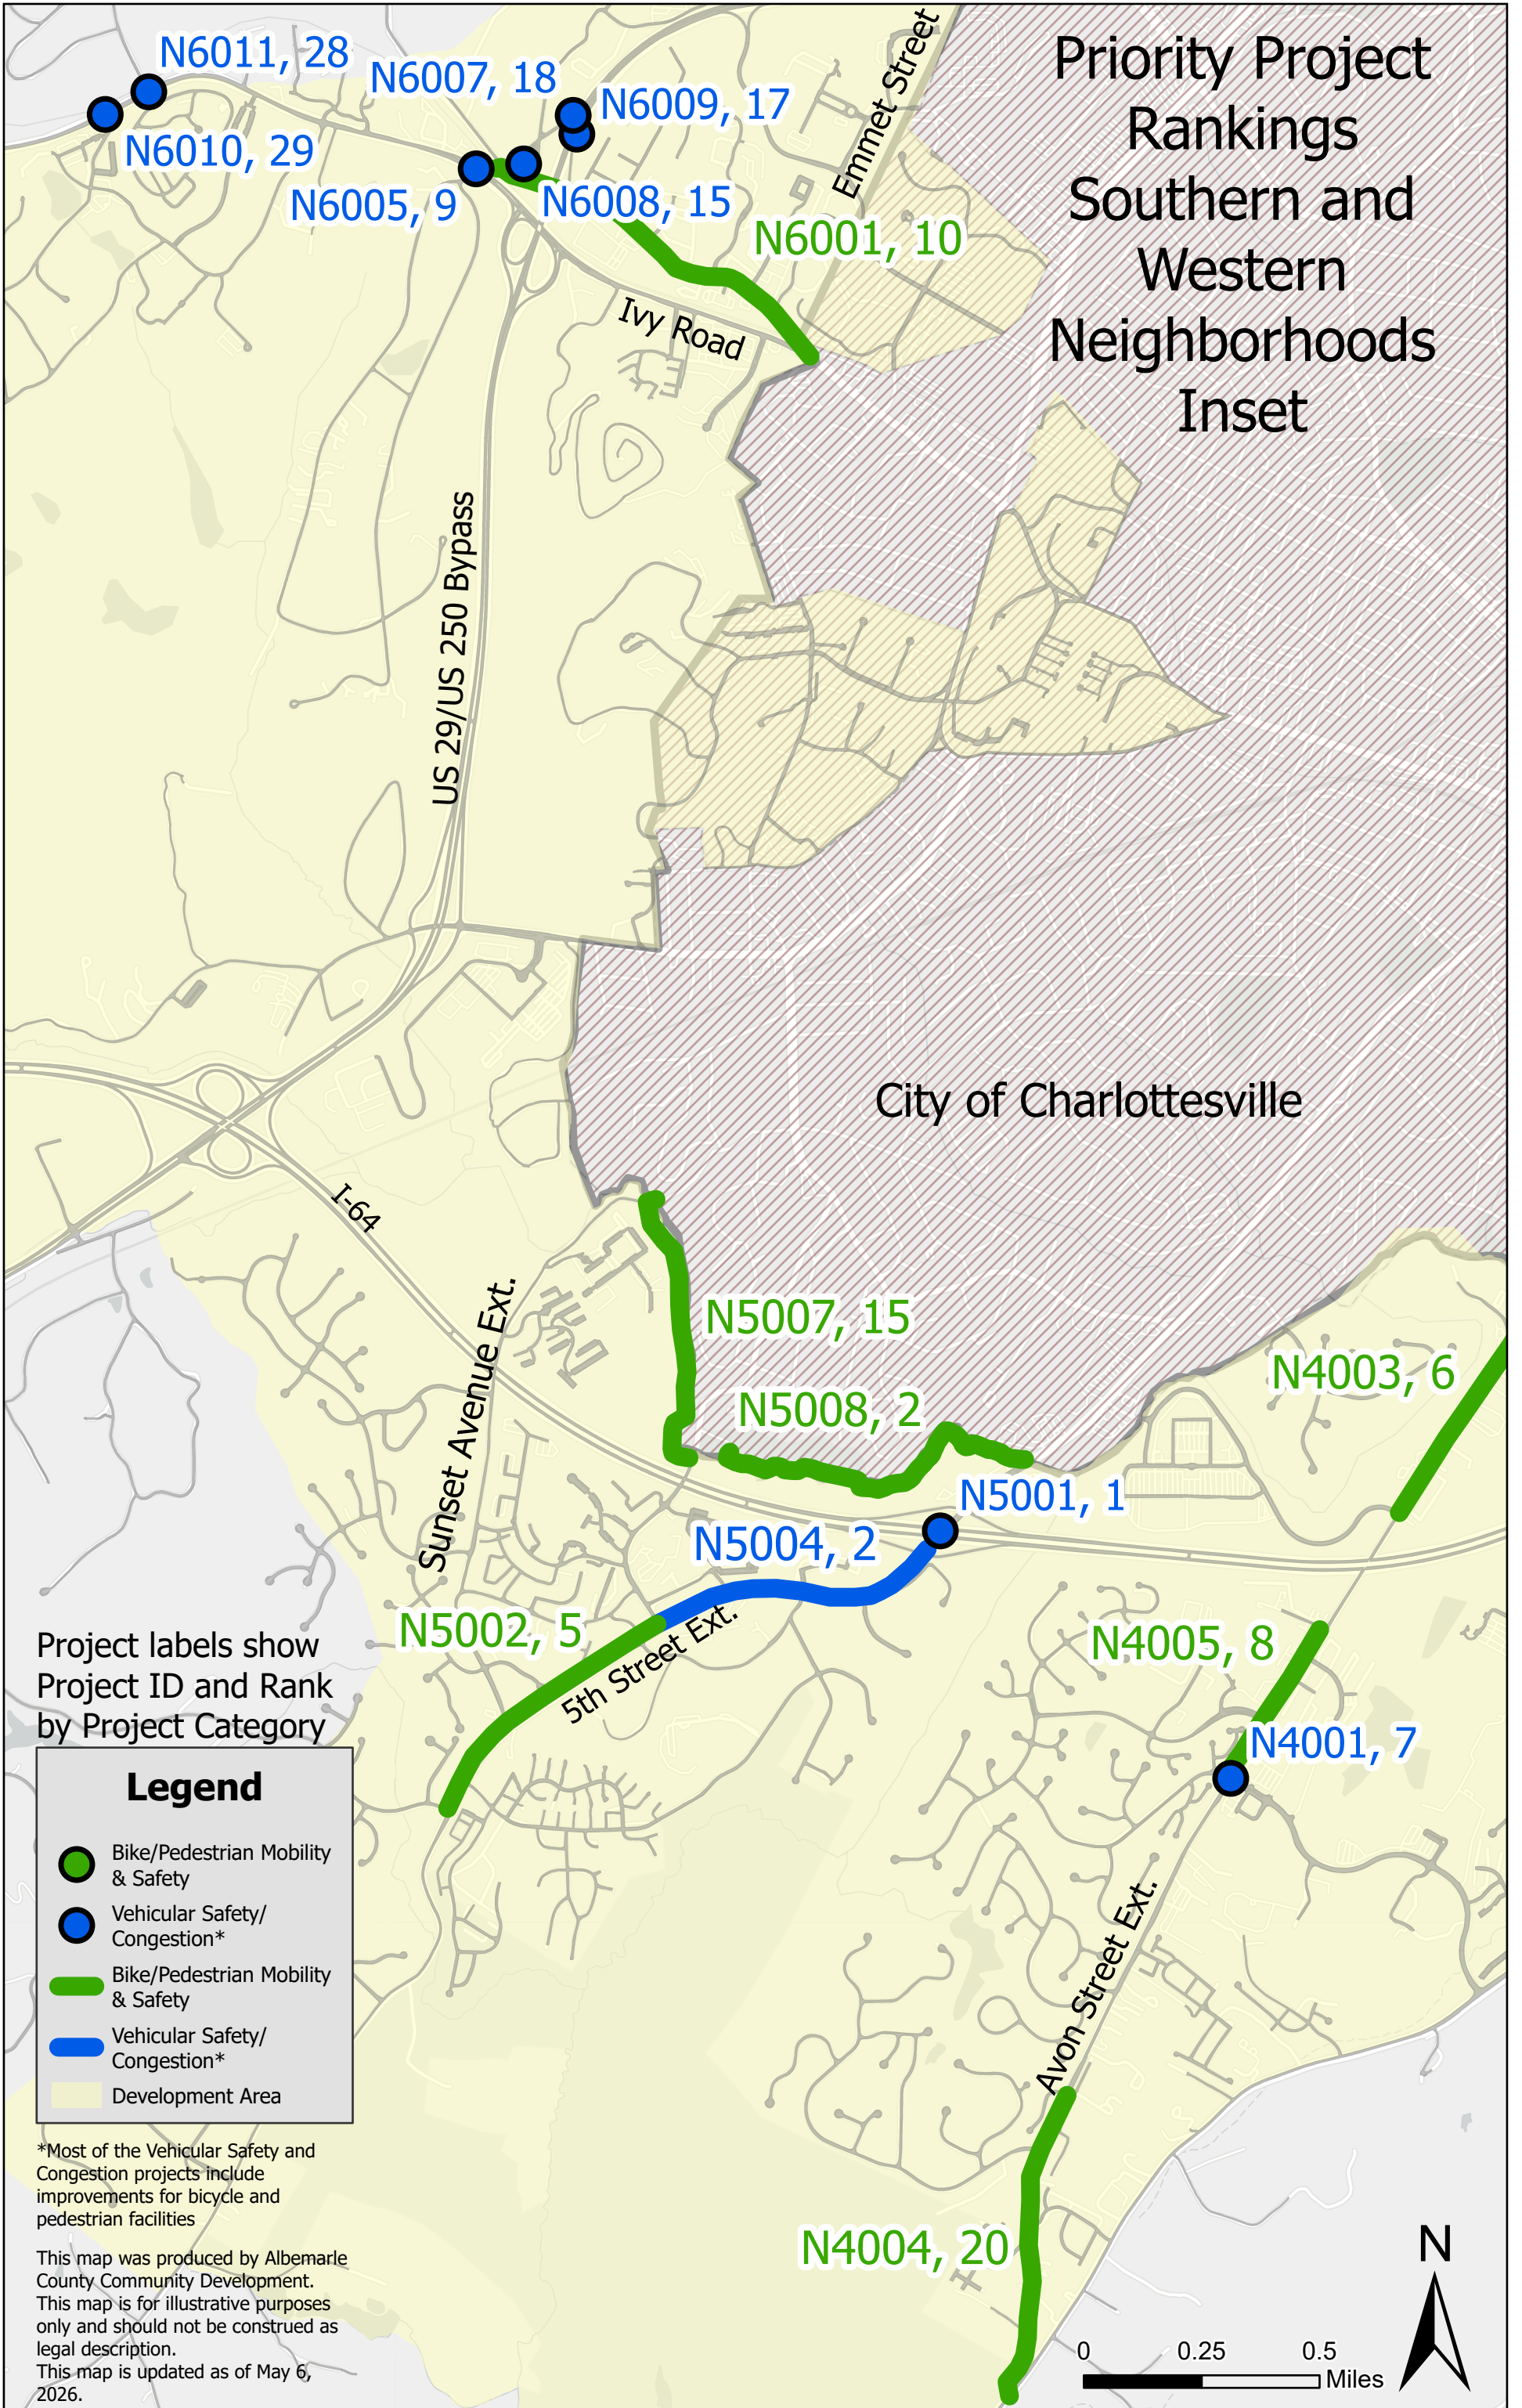 Priority Project
Rankings
Southern and
Western
Neighborhoods
Inset
N6011, 28
N6007, 18
N6009, 17
N6010, 29
N6005, 9
N6008, 15
N6001, 10
Emmet Street
Ivy Road
US 29/US 250 Bypass
City of Charlottesville
I-64
Sunset Avenue Ext.
N5007, 15
N4003, 6
N5008, 2
N5001, 1
N5004, 2
N5002, 5
5th Street Ext.
N4005, 8
N4001, 7
Avon Street Ext.
N4004, 20
Project labels show
Project ID and Rank
by Project Category
Legend
Bike/Pedestrian Mobility
& Safety
Vehicular Safety/
Congestion*
Bike/Pedestrian Mobility
& Safety
Vehicular Safety/
Congestion*
Development Area
*Most of the Vehicular Safety and
Congestion projects include
improvements for bicycle and
pedestrian facilities
This map was produced by Albemarle
County Community Development.
This map is for illustrative purposes
only and should not be construed as
legal description.
This map is updated as of May 6,
2026.
N
0 0.25 0.5
Miles